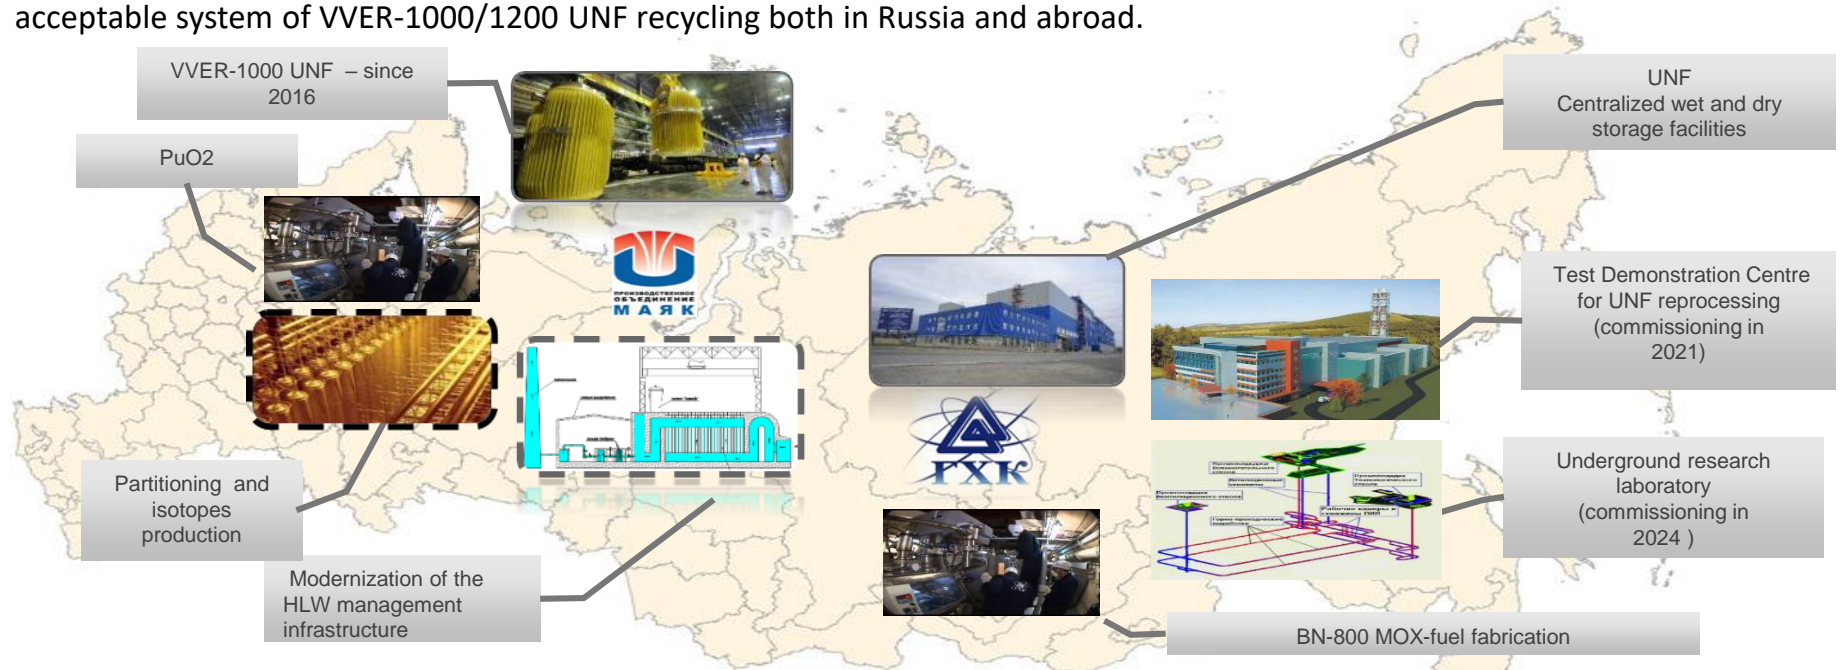 acceptable system of VVER-1000/1200 UNF recycling both in Russia and abroad.
VVER-1000 UNF – since
2016
PuO2
UNF
Centralized wet and dry
storage facilities
ПРОИЗВОДСТВЕННОЕ
ОБЪЕДИНЕНИЕ
МАЯК
Test Demonstration Centre
for UNF reprocessing
(commissioning in
2021)
ГХК
Partitioning and
isotopes
production
Underground research
laboratory
(commissioning in
2024 )
Modernization of the
HLW management
infrastructure
BN-800 MOX-fuel fabrication